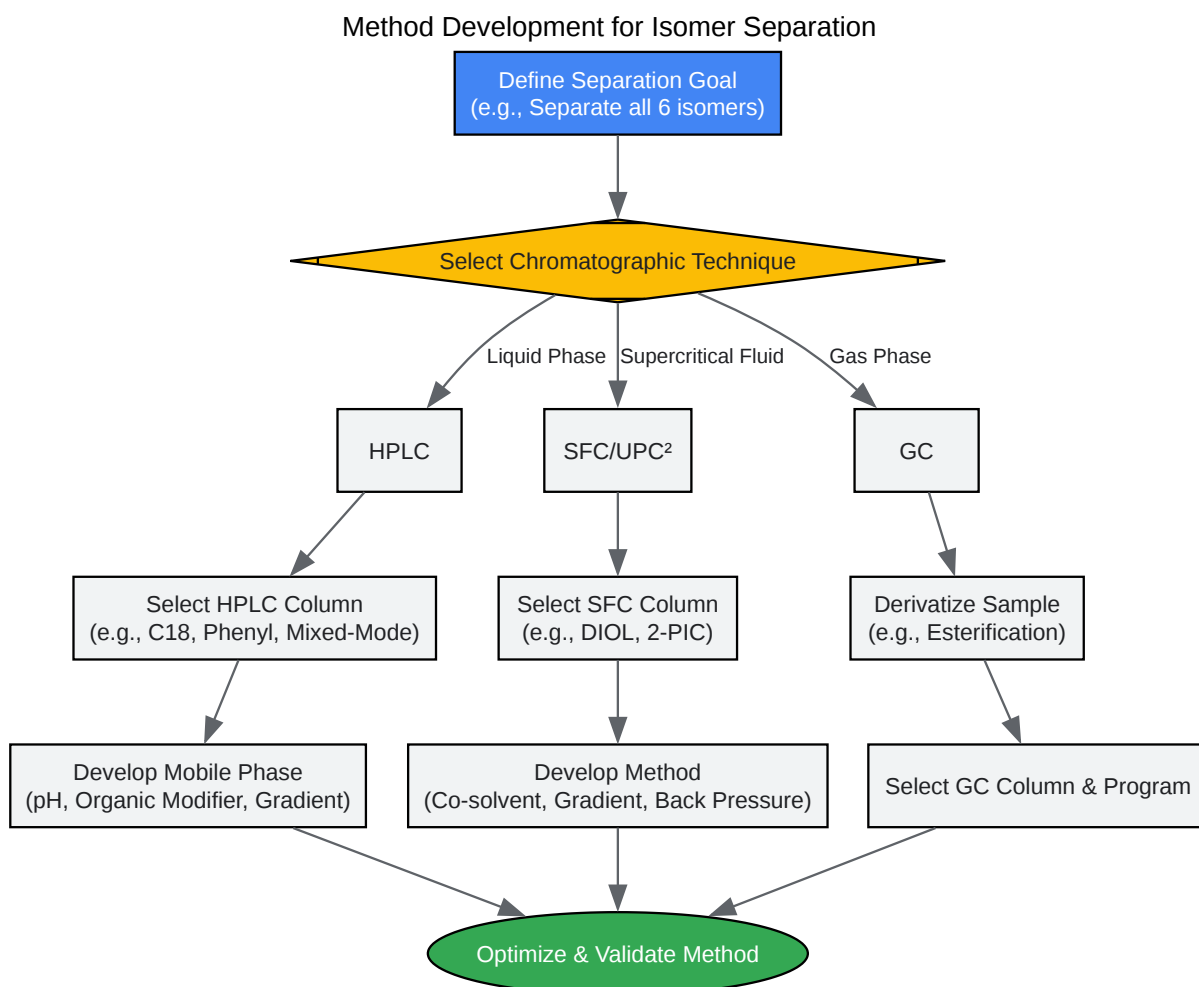 Method Development for Isomer Separation
Define Separation Goal
(e.g., Separate all 6 isomers)
Select Chromatographic Technique
Liquid Phase
Supercritical Fluid
Gas Phase
HPLC
SFC/UPC²
GC
Select HPLC Column
(e.g., C18, Phenyl, Mixed-Mode)
Select SFC Column
(e.g., DIOL, 2-PIC)
Derivatize Sample
(e.g., Esterification)
Develop Mobile Phase
(pH, Organic Modifier, Gradient)
Develop Method
(Co-solvent, Gradient, Back Pressure)
Select GC Column & Program
Optimize & Validate Method